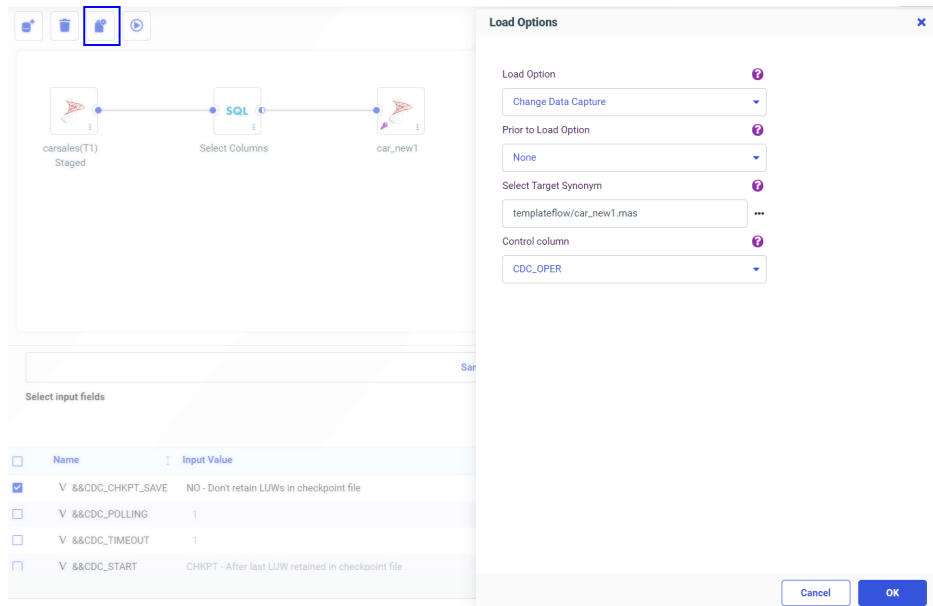 Load Options
SQL
carsales(T1)
Staged
Select Columns
car_new1
Load Option
Change Data Capture
Prior to Load Option
None
Select Target Synonym
templateflow/car_new1.mas
Control column
CDC_OPER
Select input fields
Name
Input Value
V &&CDC_CHKPT_SAVE NO - Don't retain LUWs in checkpoint file
V &&CDC_POLLING 1
V &&CDC_TIMEOUT 1
V &&CDC_START CHKPT - After last LUW retained in checkpoint file
Cancel
OK